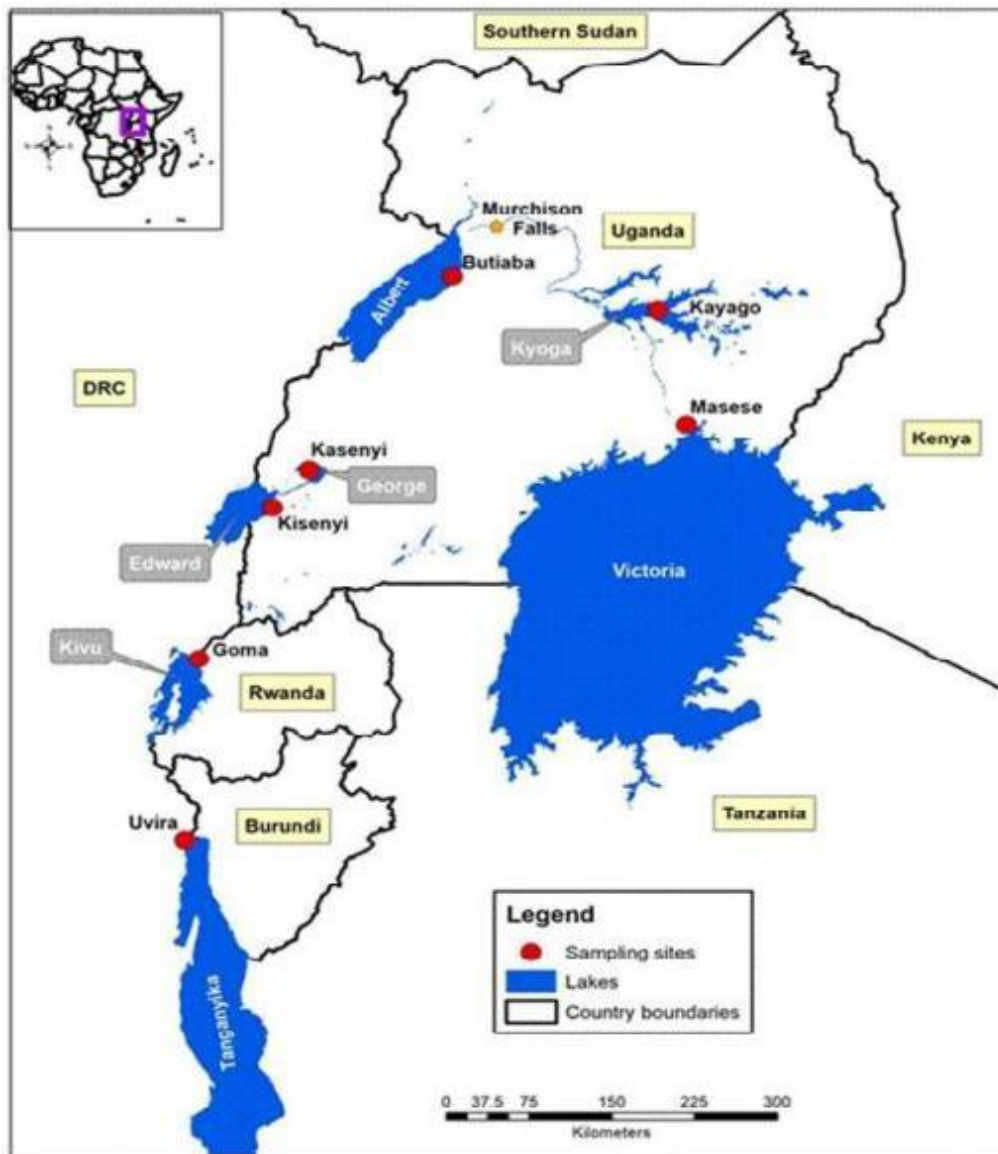 Southern Sudan
Murchison
Falls
Uganda
Butiaba
Albert
Kayago
Kyoga
DRC
Masese
Kenya
Kasenyi
George
Kisenyi
Edward
Victoria
Kivu
Goma
Rwanda
Uvira
Burundi
Tanzania
Tançanyika
Legend
Sampling sites
Lakes
Country boundaries
0 37.5 75 150 225 300
Kilometers